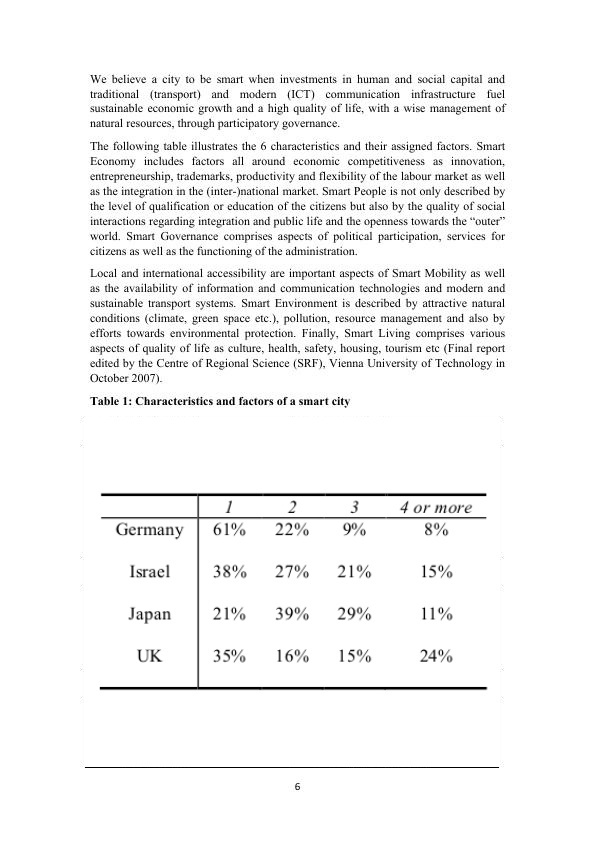 We believe a city to be smart when investments in human and social capital and
traditional (transport) and modern (ICT) communication infrastructure fuel
sustainable economic growth and a high quality of life, with a wise management of
natural resources, through participatory governance.
The following table illustrates the 6 characteristics and their assigned factors. Smart
Economy includes factors all around economic competitiveness as innovation,
entrepreneurship, trademarks, productivity and flexibility of the labour market as well
as the integration in the (inter-)national market. Smart People is not only described by
the level of qualification or education of the citizens but also by the quality of social
interactions regarding integration and public life and the openness towards the “outer”
world. Smart Governance comprises aspects of political participation, services for
citizens as well as the functioning of the administration.
Local and international accessibility are important aspects of Smart Mobility as well
as the availability of information and communication technologies and modern and
sustainable transport systems. Smart Environment is described by attractive natural
conditions (climate, green space etc.), pollution, resource management and also by
efforts towards environmental protection. Finally, Smart Living comprises various
aspects of quality of life as culture, health, safety, housing, tourism etc (Final report
edited by the Centre of Regional Science (SRF), Vienna University of Technology in
October 2007).
Table 1: Characteristics and factors of a smart city
1 2 3 4 or more
Germany 61% 22% 9% 8%
Israel 38% 27% 21% 15%
Japan 21% 39% 29% 11%
UK 35% 16% 15% 24%
6